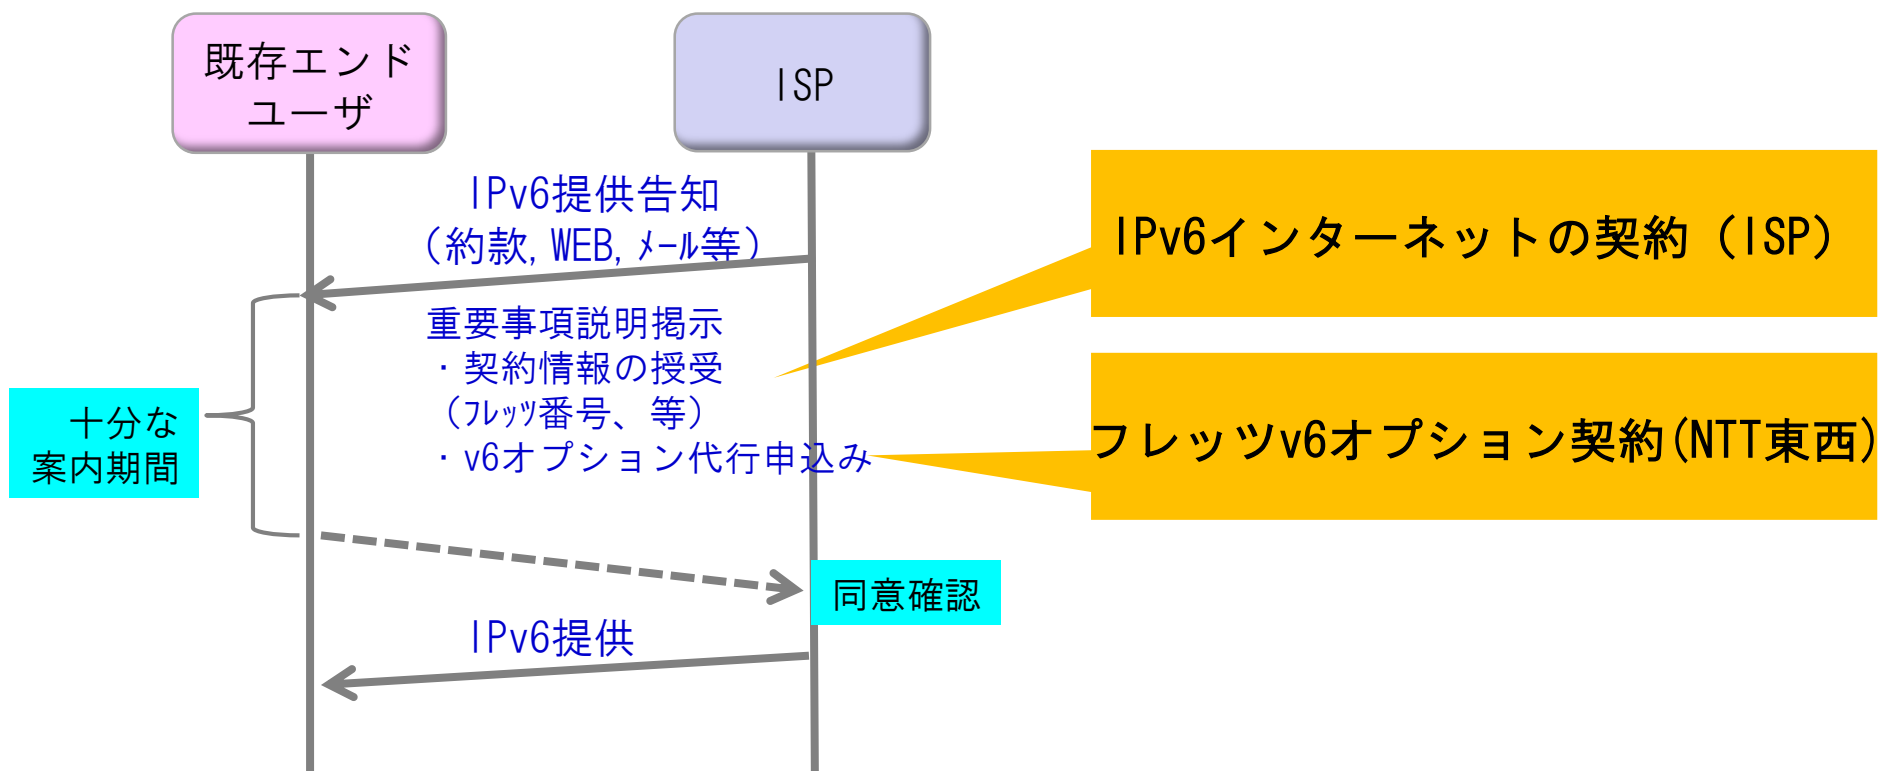 既存エンド
ユーザ
ISP
IPv6提供告知
（約款,WEB,ﾒｰﾙ等）
重要事項説明掲示
・契約情報の授受
（ﾌﾚｯﾂ番号、等）
・v6オプション代行申込み
IPv6インターネットの契約（ISP）
フレッツv6オプション契約(NTT東西)
十分な
案内期間
同意確認
IPv6提供